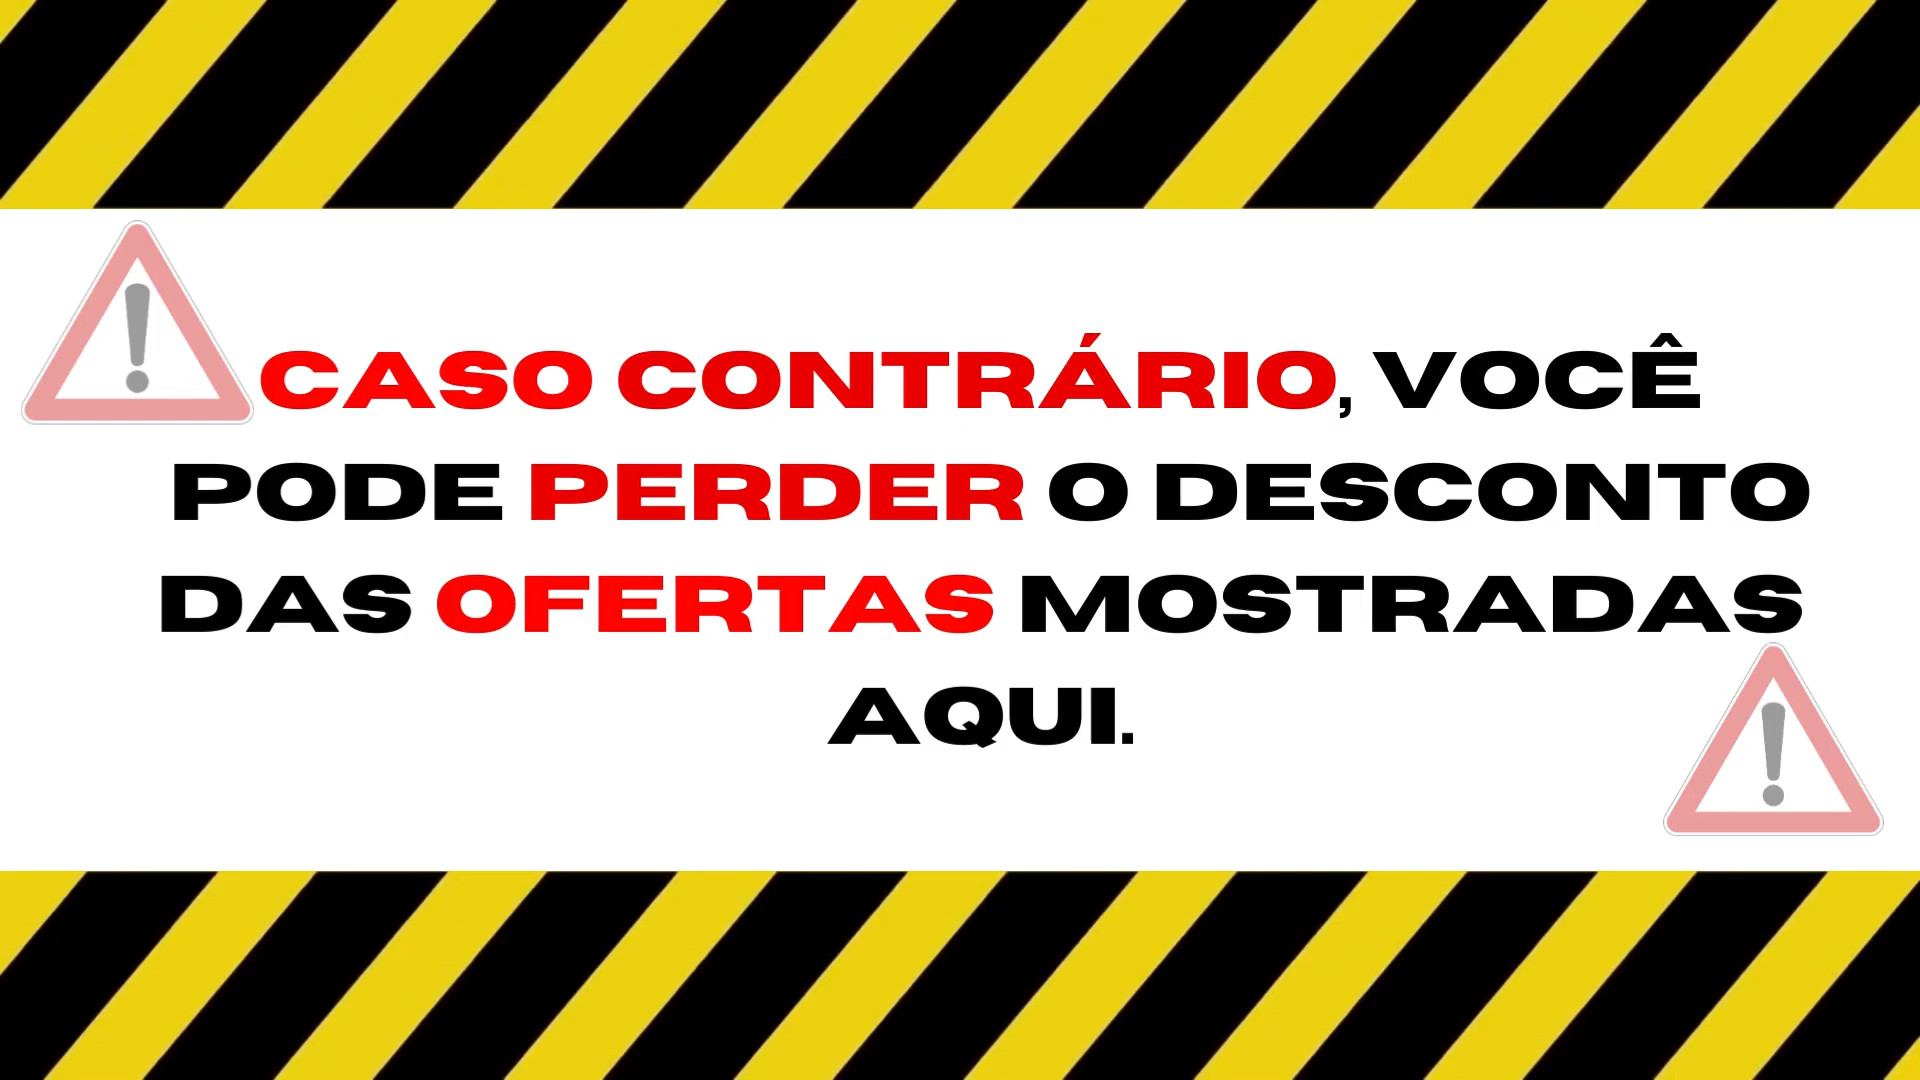 CASO CONTRÁRIO, VOCÊ
PODE PERDER O DESCONTO
DAS OFERTAS MOSTRADAS
AQUI.